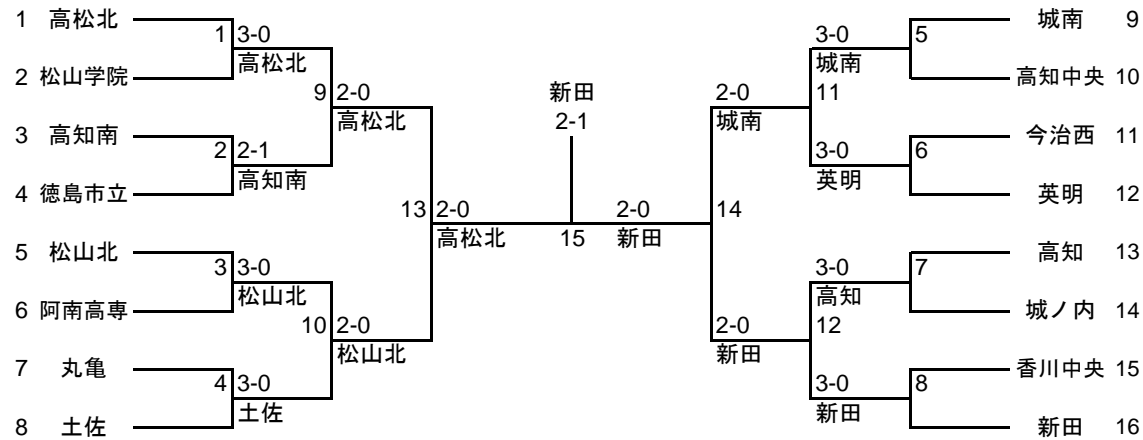 1 高松北
1 3-0
高松北
2 松山学院
9 2-0
高松北
3 高知南
2 2-1
高知南
4 徳島市立
13 2-0
高松北
5 松山北
3 3-0
松山北
6 阿南高専
10 2-0
松山北
7 丸亀
4 3-0
土佐
8 土佐
新田
2-1
15
城南 9
3-0 5
城南
高知中央 10
2-0 11
城南
今治西 11
3-0 6
英明
英明 12
2-0 14
新田
高知 13
3-0 7
高知
城ノ内 14
2-0 12
新田
香川中央 15
3-0 8
新田
新田 16